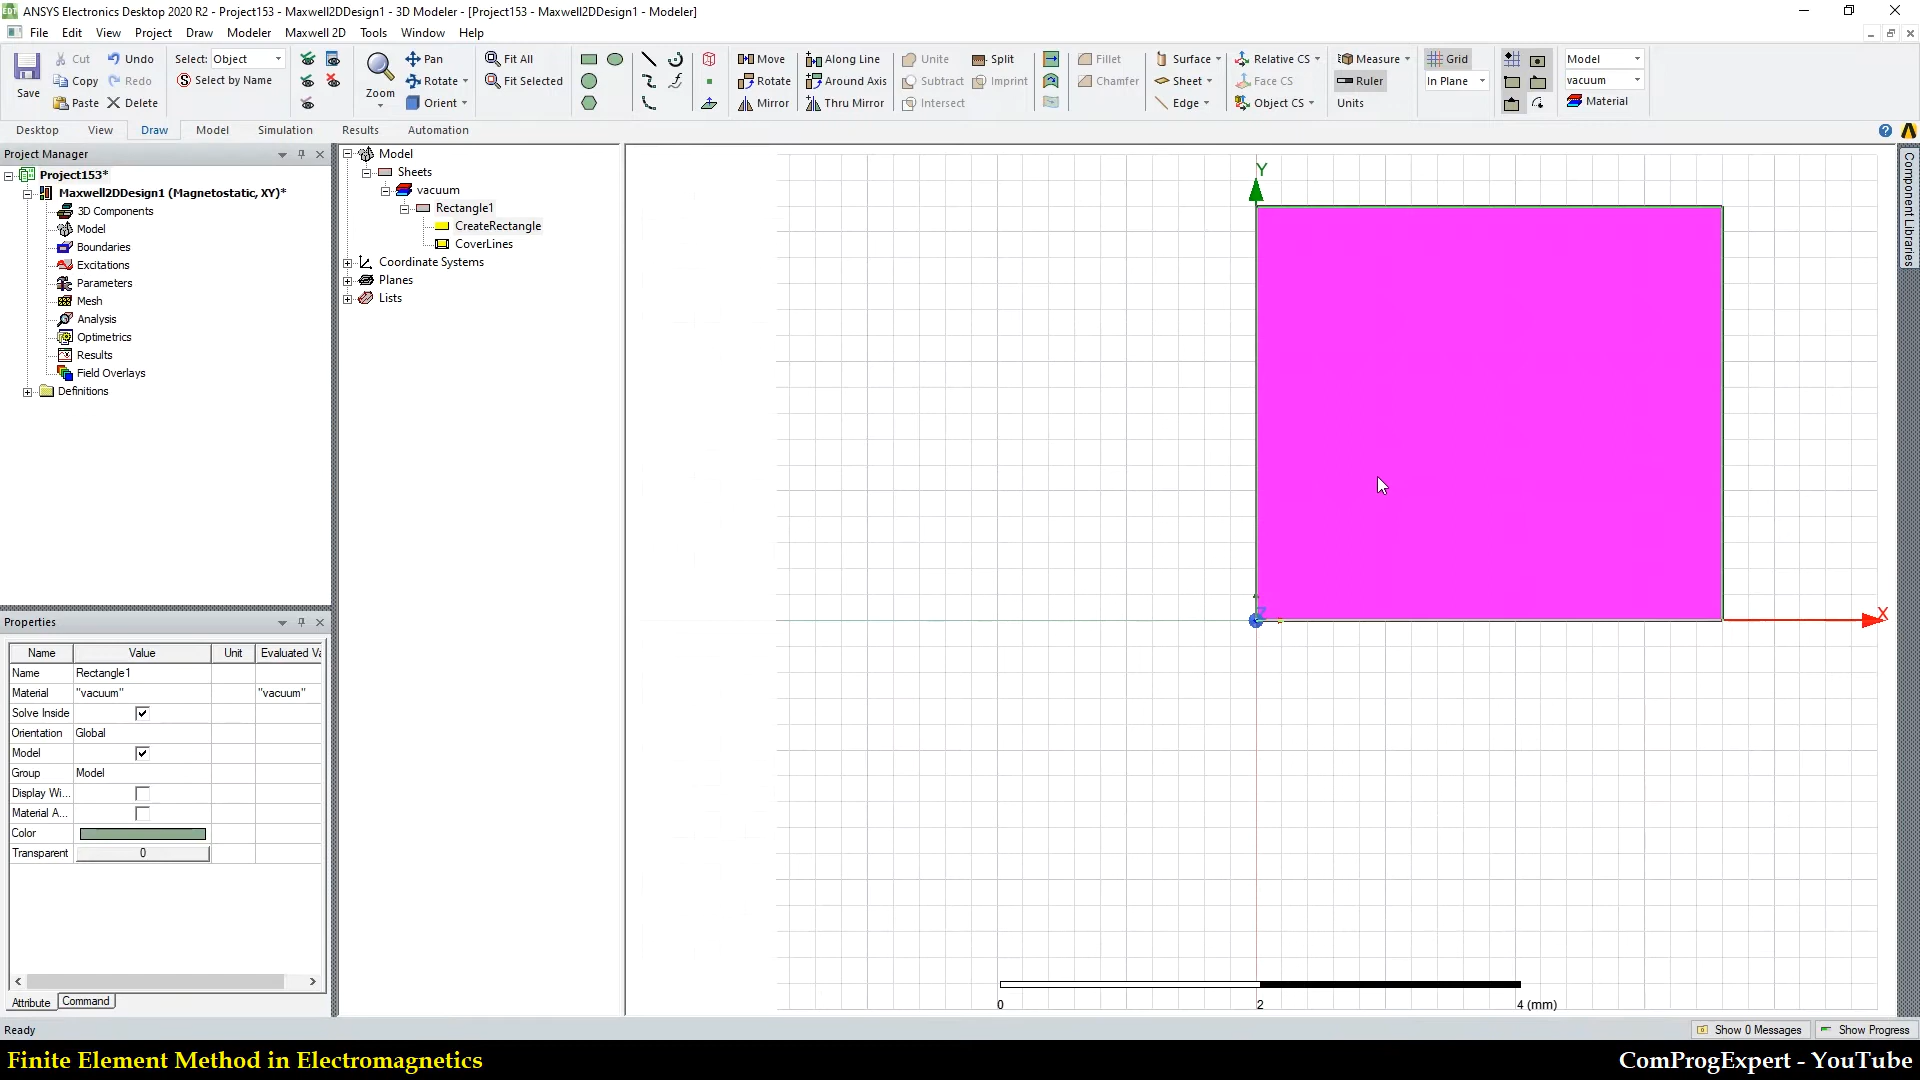 ANSYS Electronics Desktop 2020 R2 - Project153 - Maxwell2DDesign1 - 3D Modeler - [Project153 - Maxwell2DDesign1 - Modeler]
File Edit View Project Draw Modeler Maxwell 2D Tools Window Help
Save
Cut Undo
Copy Redo
Paste Delete
Select: Object
Select by Name
Zoom
Pan
Rotate
Orient
Fit All
Fit Selected
Move Along Line
Rotate Around Axis
Mirror Thru Mirror
Unite Split
Subtract Imprint
Intersect
Fillet
Chamfer
Surface
Sheet
Edge
Relative CS
Face CS
Object CS
Measure
Ruler
Units
Grid
In Plane
Model
vacuum
Material
Desktop View Draw Model Simulation Results Automation
Project Manager
Project153*
Maxwell2DDesign1 (Magnetostatic, XY)*
3D Components
Model
Boundaries
Excitations
Parameters
Mesh
Analysis
Optimetrics
Results
Field Overlays
Definitions
Model
Sheets
vacuum
Rectangle1
CreateRectangle
CoverLines
Coordinate Systems
Planes
Lists
Y
Z
X
0 2 4 (mm)
Component Libraries
Properties
Name Value Unit Evaluated Va
Name Rectangle1
Material "vacuum" "vacuum"
Solve Inside
Orientation Global
Model
Group Model
Display Wi...
Material A...
Color
Transparent 0
Attribute Command
Ready
Show 0 Messages Show Progress
Finite Element Method in Electromagnetics
ComProgExpert - YouTube